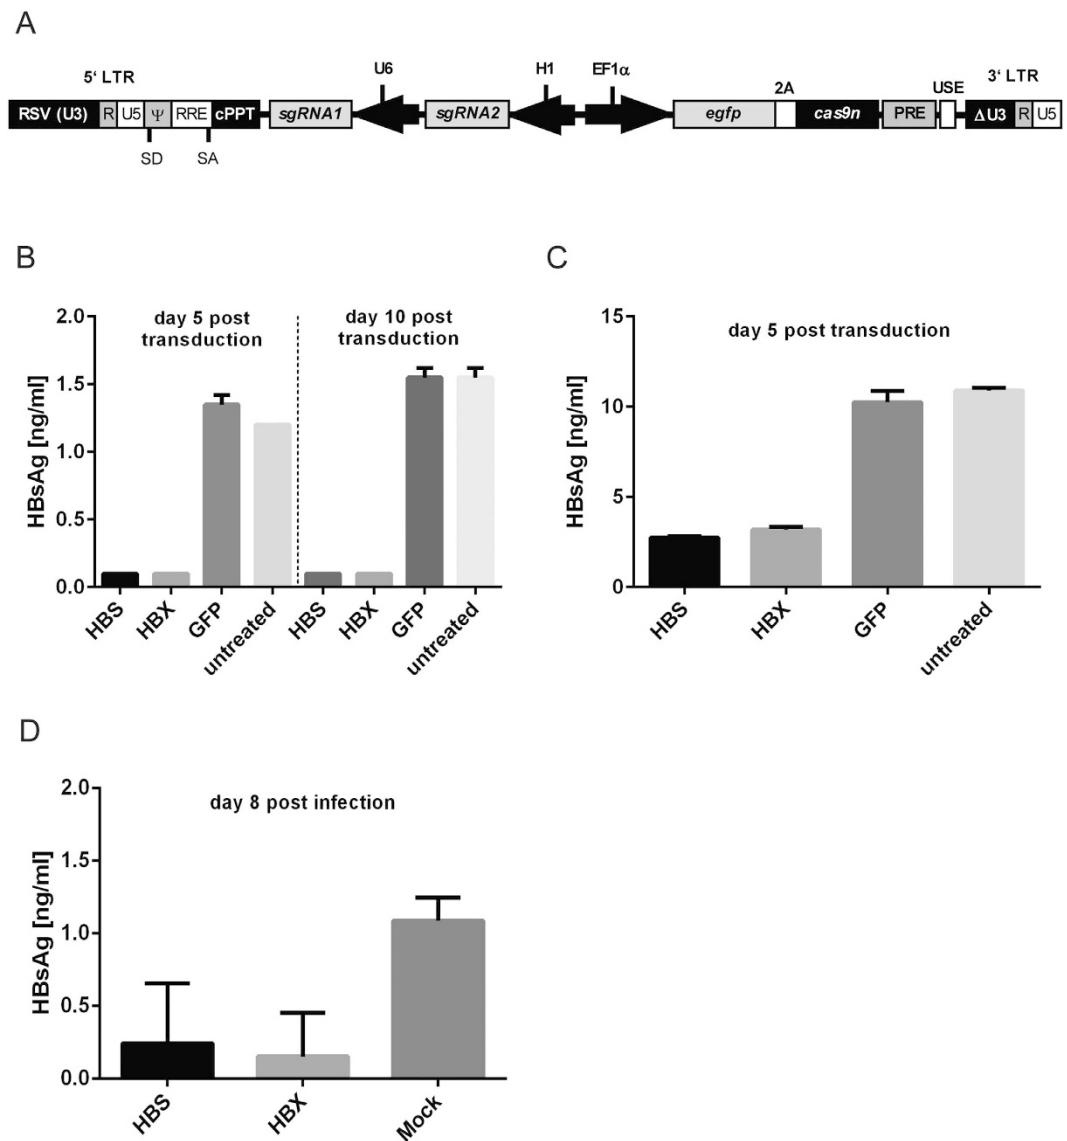 A
5‘ LTR
U6
H1
EF1α
2A
USE
3‘ LTR
RSV (U3)
R
U5
Ψ
RRE
cPPT
sgRNA1
sgRNA2
egfp
cas9n
PRE
ΔU3
R
U5
SD
SA
B
HBsAg [ng/ml]
2.0
1.5
1.0
0.5
0.0
day 5 post
transduction
day 10 post
transduction
HBS
HBX
GFP
untreated
HBS
HBX
GFP
untreated
C
HBsAg [ng/ml]
15
10
5
0
day 5 post transduction
HBS
HBX
GFP
untreated
D
HBsAg [ng/ml]
2.0
1.5
1.0
0.5
0.0
day 8 post infection
HBS
HBX
Mock